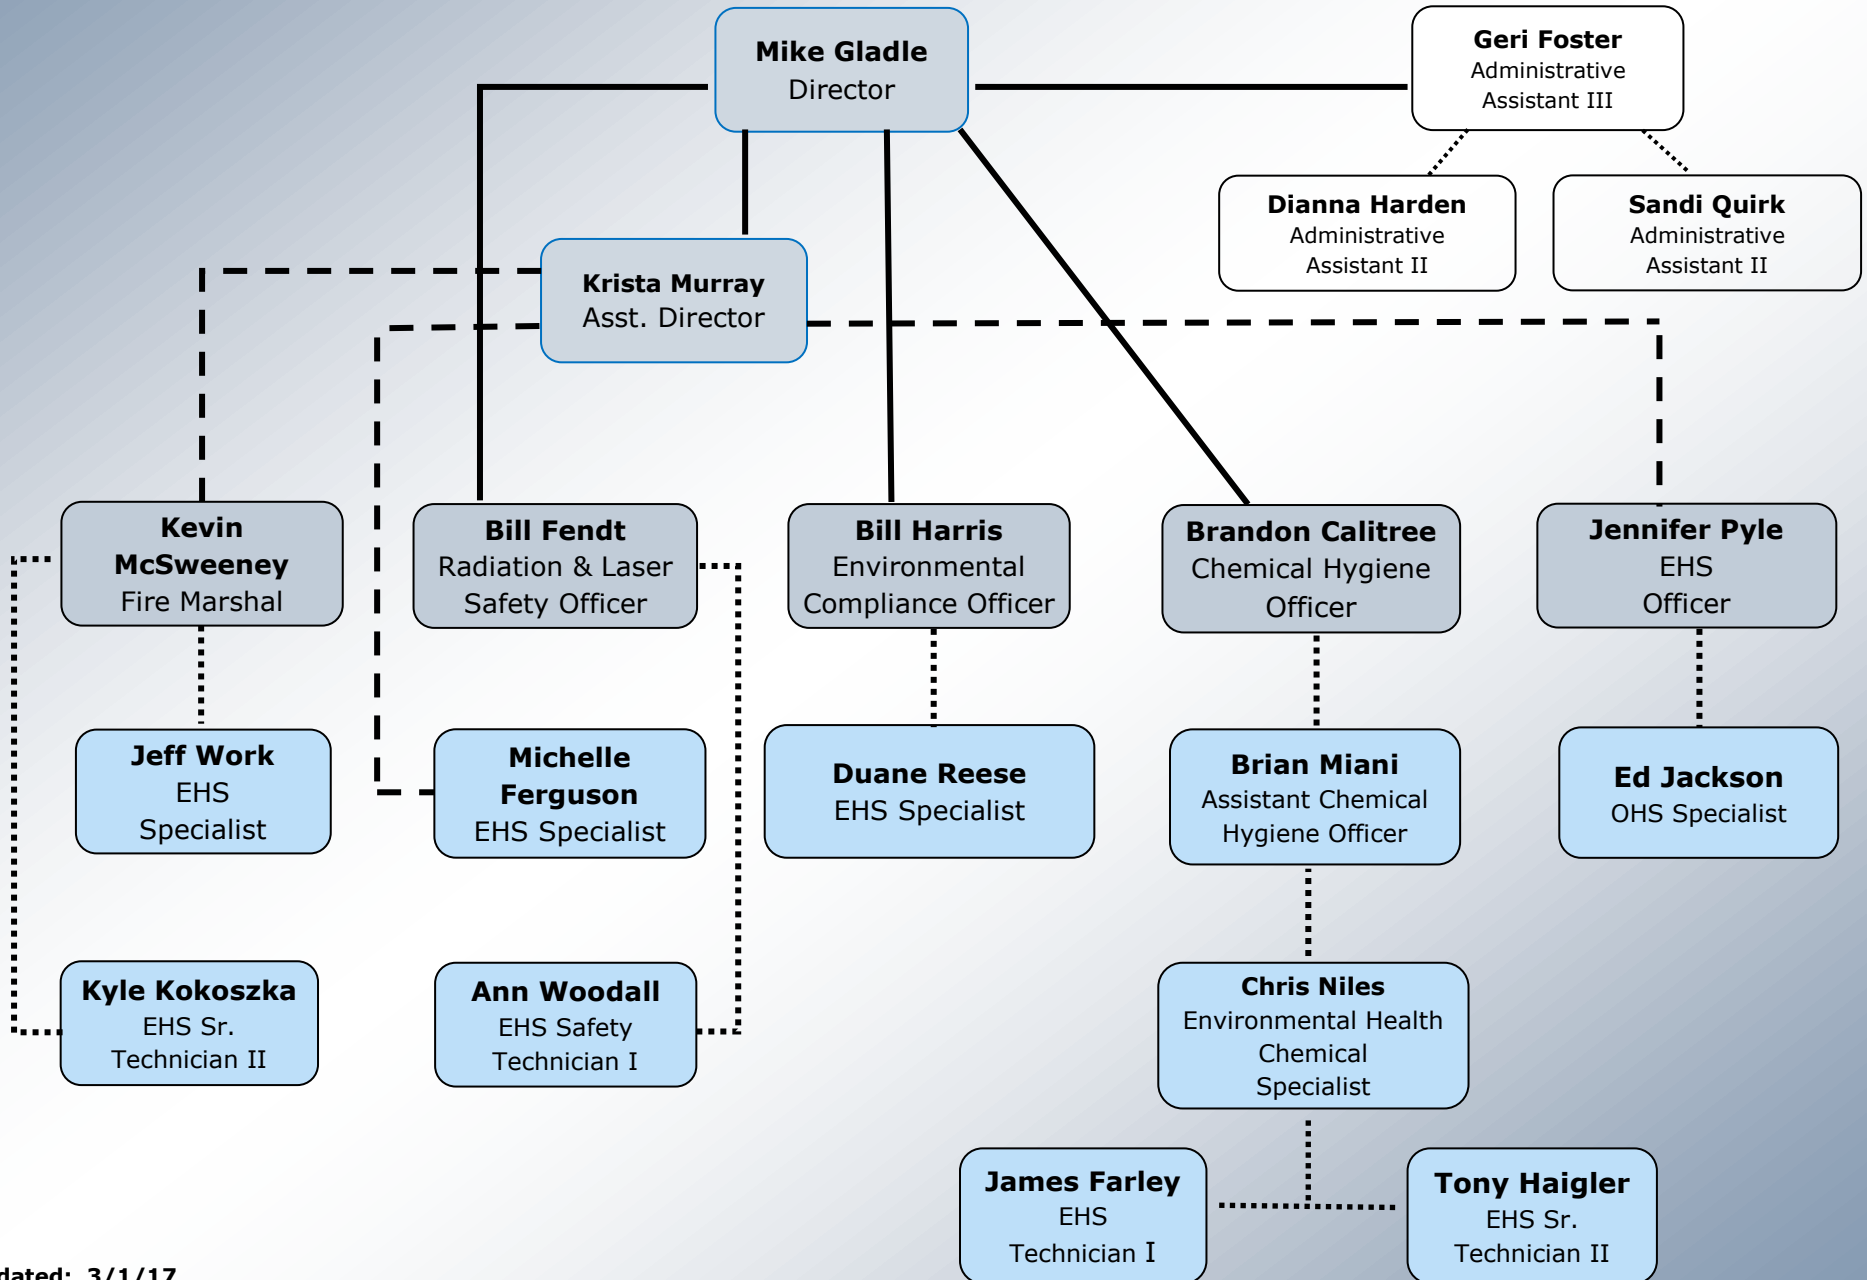 Mike Gladle
Director
Geri Foster
Administrative
Assistant III
Dianna Harden
Administrative
Assistant II
Sandi Quirk
Administrative
Assistant II
Krista Murray
Asst. Director
Kevin
McSweeney
Fire Marshal
Bill Fendt
Radiation & Laser
Safety Officer
Bill Harris
Environmental
Compliance Officer
Brandon Calitree
Chemical Hygiene
Officer
Jennifer Pyle
EHS
Officer
Jeff Work
EHS
Specialist
Michelle
Ferguson
EHS Specialist
Duane Reese
EHS Specialist
Brian Miani
Assistant Chemical
Hygiene Officer
Ed Jackson
OHS Specialist
Kyle Kokoszka
EHS Sr.
Technician II
Ann Woodall
EHS Safety
Technician I
Chris Niles
Environmental Health
Chemical
Specialist
James Farley
EHS
Technician I
Tony Haigler
EHS Sr.
Technician II
dated: 3/1/17